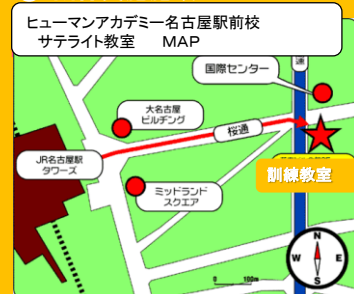 ヒューマンアカデミー名古屋駅前校
サテライト教室 MAP
国際センター
大名古屋
ビルヂング
桜通
JR名古屋駅
タワーズ
訓練教室
ミッドランド
スクエア
N
W E
S
0 100m